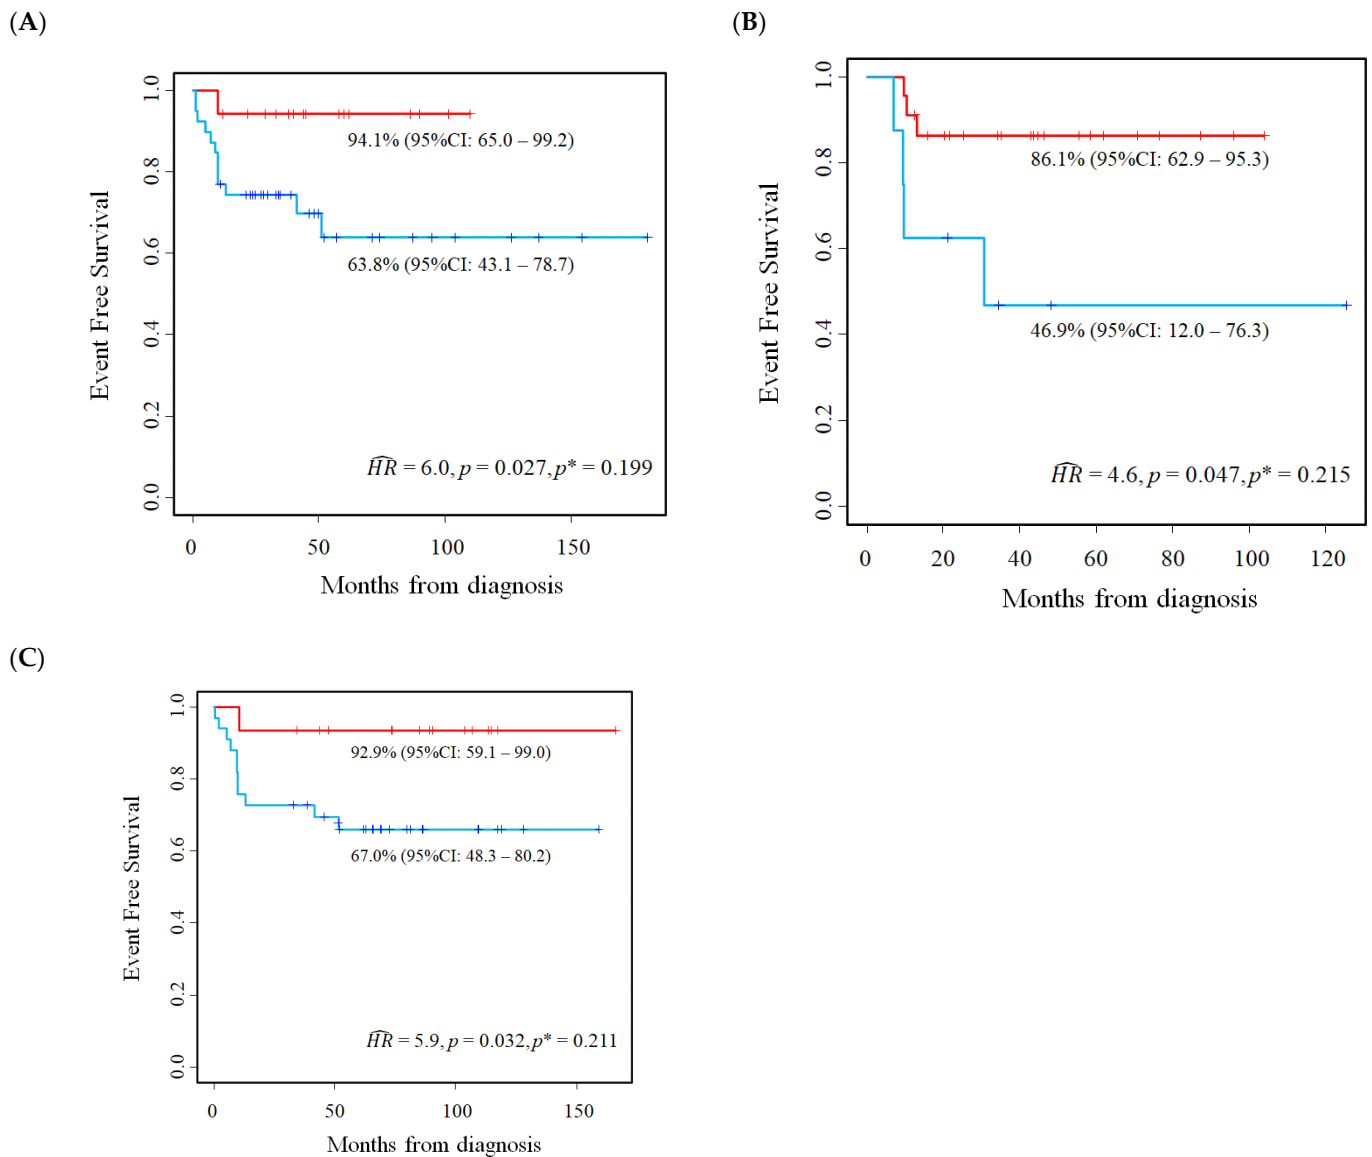 (A)
1.0
0.8
0.6
0.4
0.2
0.0
Event Free Survival
94.1% (95%CI: 65.0 – 99.2)
63.8% (95%CI: 43.1 – 78.7)
HR = 6.0, p = 0.027, p* = 0.199
0 50 100 150
Months from diagnosis
(B)
1.0
0.8
0.6
0.4
0.2
0.0
Event Free Survival
86.1% (95%CI: 62.9 – 95.3)
46.9% (95%CI: 12.0 – 76.3)
HR = 4.6, p = 0.047, p* = 0.215
0 20 40 60 80 100 120
Months from diagnosis
(C)
1.0
0.8
0.6
0.4
0.2
0.0
Event Free Survival
92.9% (95%CI: 59.1 – 99.0)
67.0% (95%CI: 48.3 – 80.2)
HR = 5.9, p = 0.032, p* = 0.211
0 50 100 150
Months from diagnosis